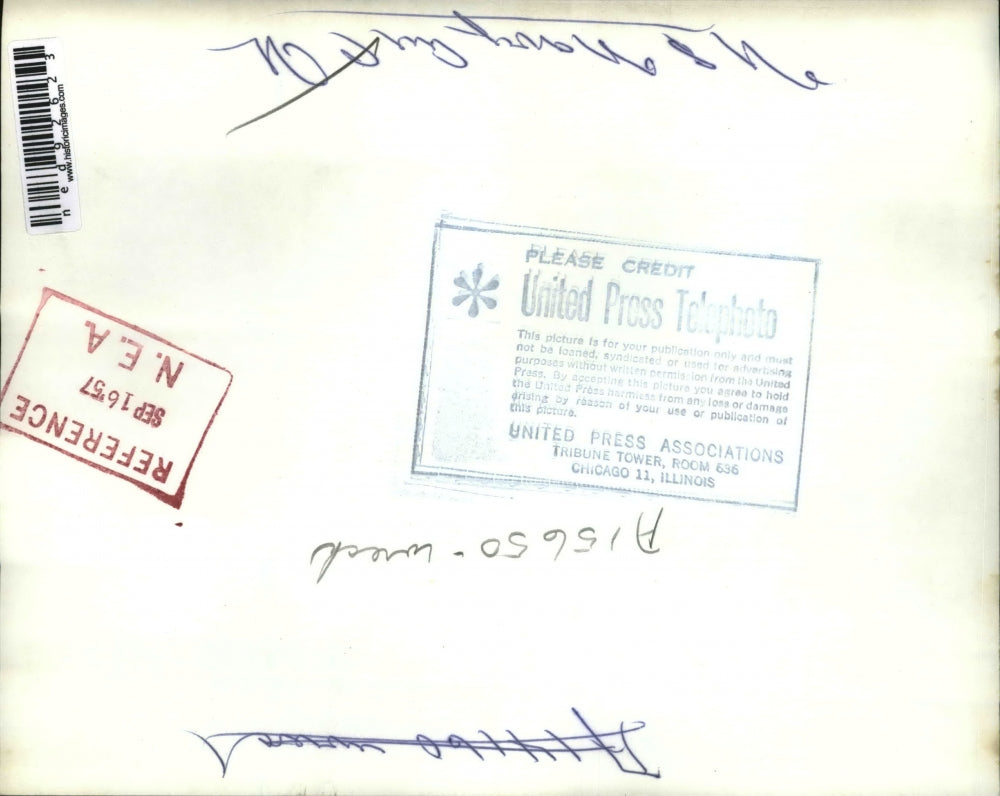 U S Navy
ned92623
www.historicimages.com
PLEASE CREDIT
United Press Telephoto
This picture is for your publication only and must
not be loaned, syndicated or used for advertising
purposes without written permission from the United
Press. By accepting this picture you agree to hold
the United Press harmless from any loss or damage
arising by reason of your use or publication of
this picture.
UNITED PRESS ASSOCIATIONS
TRIBUNE TOWER, ROOM 636
CHICAGO 11, ILLINOIS
REFERENCE
SEP 16 '57
N. E. A.
A15650 - wreck